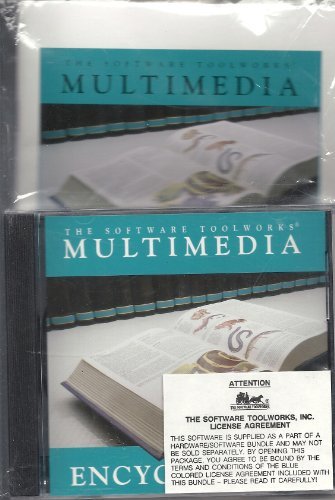 THE SOFTWARE TOOLWORKS®
MULTIMEDIA
THE SOFTWARE TOOLWORKS®
MULTIMEDIA
ENCYC
ATTENTION
THE SOFTWARE TOOLWORKS
THE SOFTWARE TOOLWORKS, INC.
LICENSE AGREEMENT
THIS SOFTWARE IS SUPPLIED AS A PART OF A
HARDWARE/SOFTWARE BUNDLE AND MAY NOT
BE SOLD SEPARATELY. BY OPENING THIS
PACKAGE, YOU AGREE TO BE BOUND BY THE
TERMS AND CONDITIONS OF THE BLUE
COLORED LICENSE AGREEMENT INCLUDED WITH
THIS BUNDLE – PLEASE READ IT CAREFULLY!